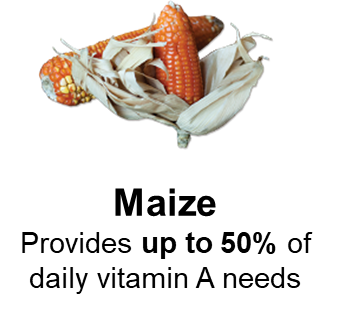 Maize
Provides up to 50% of
daily vitamin A needs